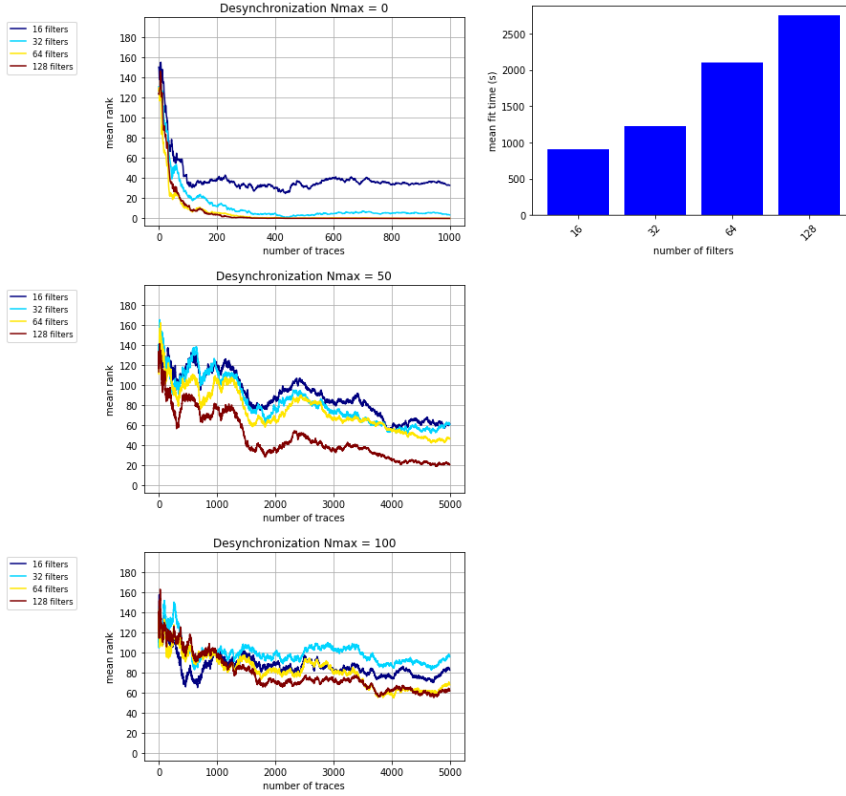 Desynchronization Nmax = 0
16 filters
32 filters
64 filters
128 filters
mean rank
180
160
140
120
100
80
60
40
20
0
0 200 400 600 800 1000
number of traces
mean fit time (s)
2500
2000
1500
1000
500
0
16 32 64 128
number of filters
Desynchronization Nmax = 50
16 filters
32 filters
64 filters
128 filters
mean rank
180
160
140
120
100
80
60
40
20
0
0 1000 2000 3000 4000 5000
number of traces
Desynchronization Nmax = 100
16 filters
32 filters
64 filters
128 filters
mean rank
180
160
140
120
100
80
60
40
20
0
0 1000 2000 3000 4000 5000
number of traces